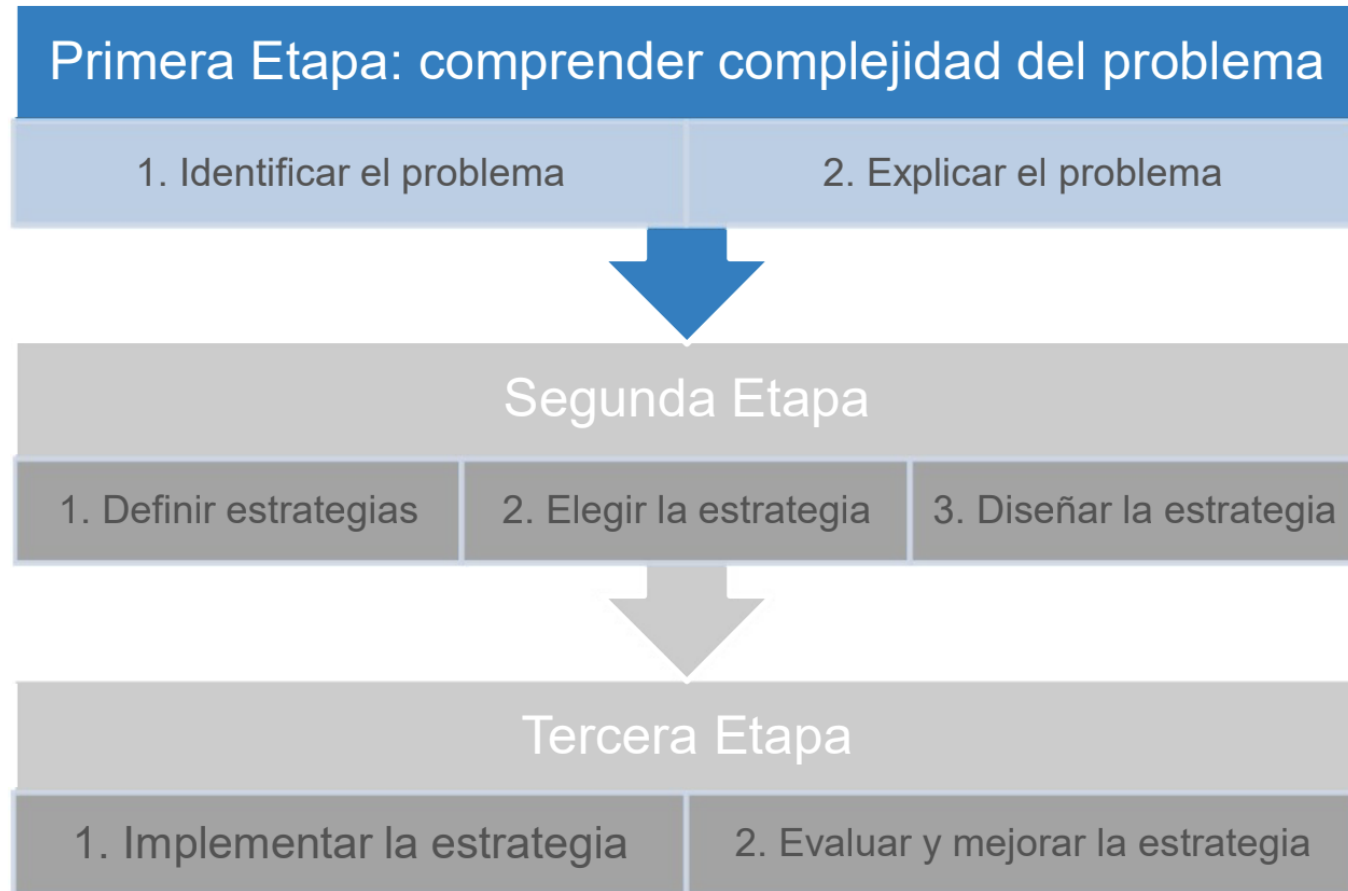 Primera Etapa: comprender complejidad del problema
1. Identificar el problema
2. Explicar el problema
Segunda Etapa
1. Definir estrategias
2. Elegir la estrategia
3. Diseñar la estrategia
Tercera Etapa
1. Implementar la estrategia
2. Evaluar y mejorar la estrategia